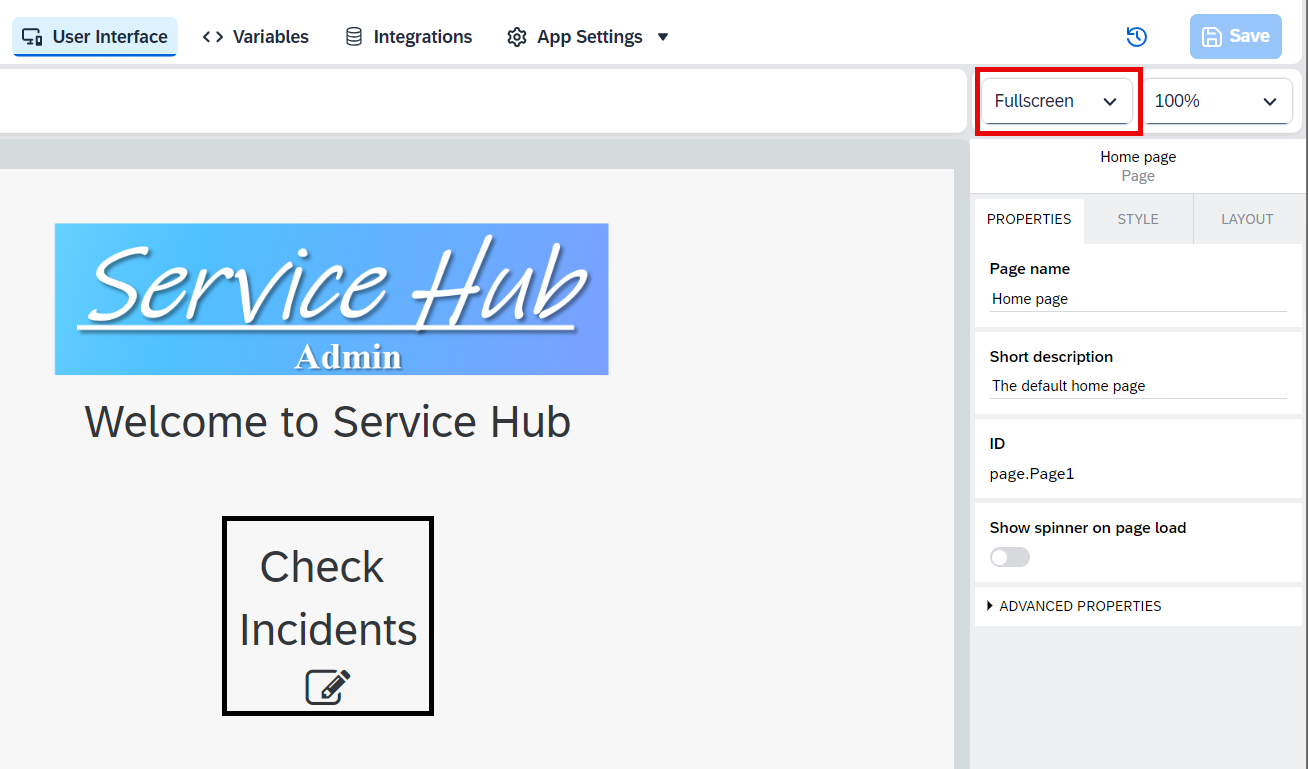 User Interface
Variables
Integrations
App Settings
Save
Fullscreen
100%
Home page
Page
PROPERTIES
STYLE
LAYOUT
Page name
Home page
Short description
The default home page
ID
page.Page1
Show spinner on page load
ADVANCED PROPERTIES
Service Hub
Admin
Welcome to Service Hub
Check
Incidents